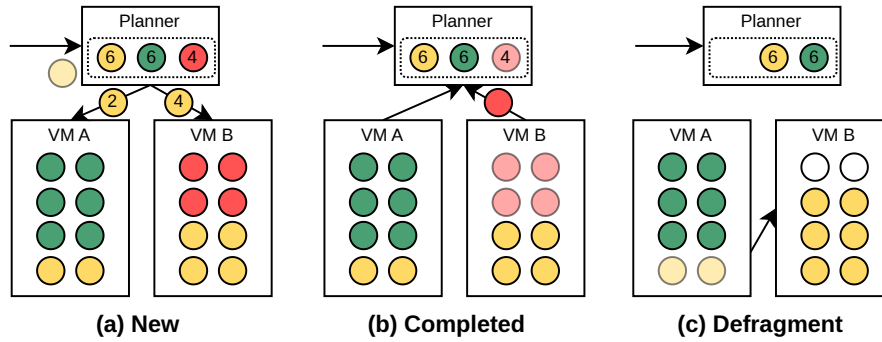 Planner
6 6 4
2 4
VM A
VM B
(a) New
Planner
6 6 4
VM A
VM B
(b) Completed
Planner
6 6
VM A
VM B
(c) Defragment